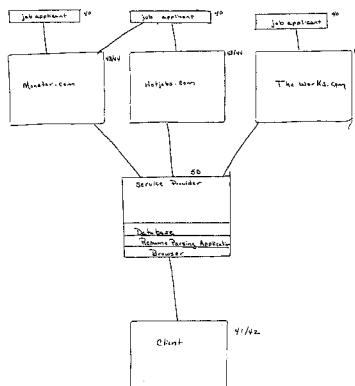 job applicant 40
job applicant 40
job applicant 40
Monster.com 43/44
Hotjobs.com 43/44
The Works.com
50
Service Provider
Database
Resume Parsing Application
Browser
Client 41/42